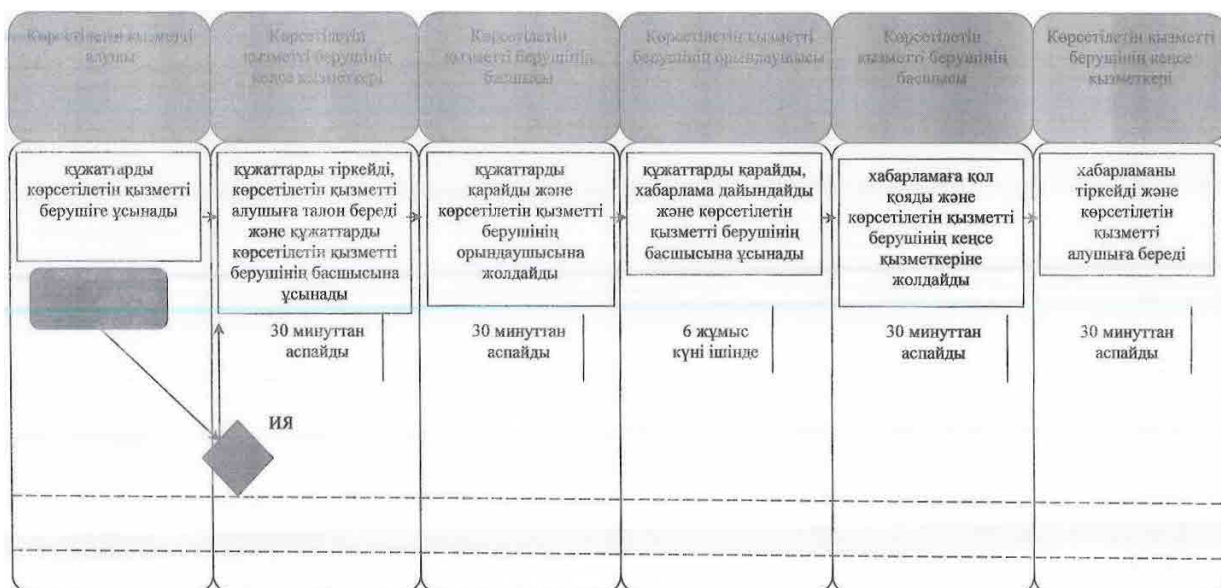 Көрсетілетін қызметті
алушы
Көрсетілетін
қызметті берушінің
кеңсе қызметкері
Көрсетілетін
қызметті берушінің
басшысы
Көрсетілетін қызметті
берушінің орындаушысы
Көрсетілетін
қызметті берушінің
басшысы
Көрсетілетін қызметті
берушінің кеңсе
қызметкері
құжаттарды
көрсетілетін қызметті
берушіге ұсынады
құжаттарды тіркейді,
көрсетілетін қызметті
алушыға талон береді
және құжаттарды
көрсетілетін қызметті
берушінің басшысына
ұсынады
құжаттарды
қарайды және
көрсетілетін қызметті
берушінің
орындаушысына
жолдайды
құжаттарды қарайды,
хабарлама дайындайды
және көрсетілетін
қызметті берушінің
басшысына ұсынады
хабарламаға қол
қояды және
көрсетілетін қызметті
берушінің кеңсе
қызметкеріне
жолдайды
хабарламаны
тіркейді және
көрсетілетін
қызметті
алушыға береді
30 минуттан
аспайды
30 минуттан
аспайды
6 жұмыс
күні ішінде
30 минуттан
аспайды
30 минуттан
аспайды
ИЯ